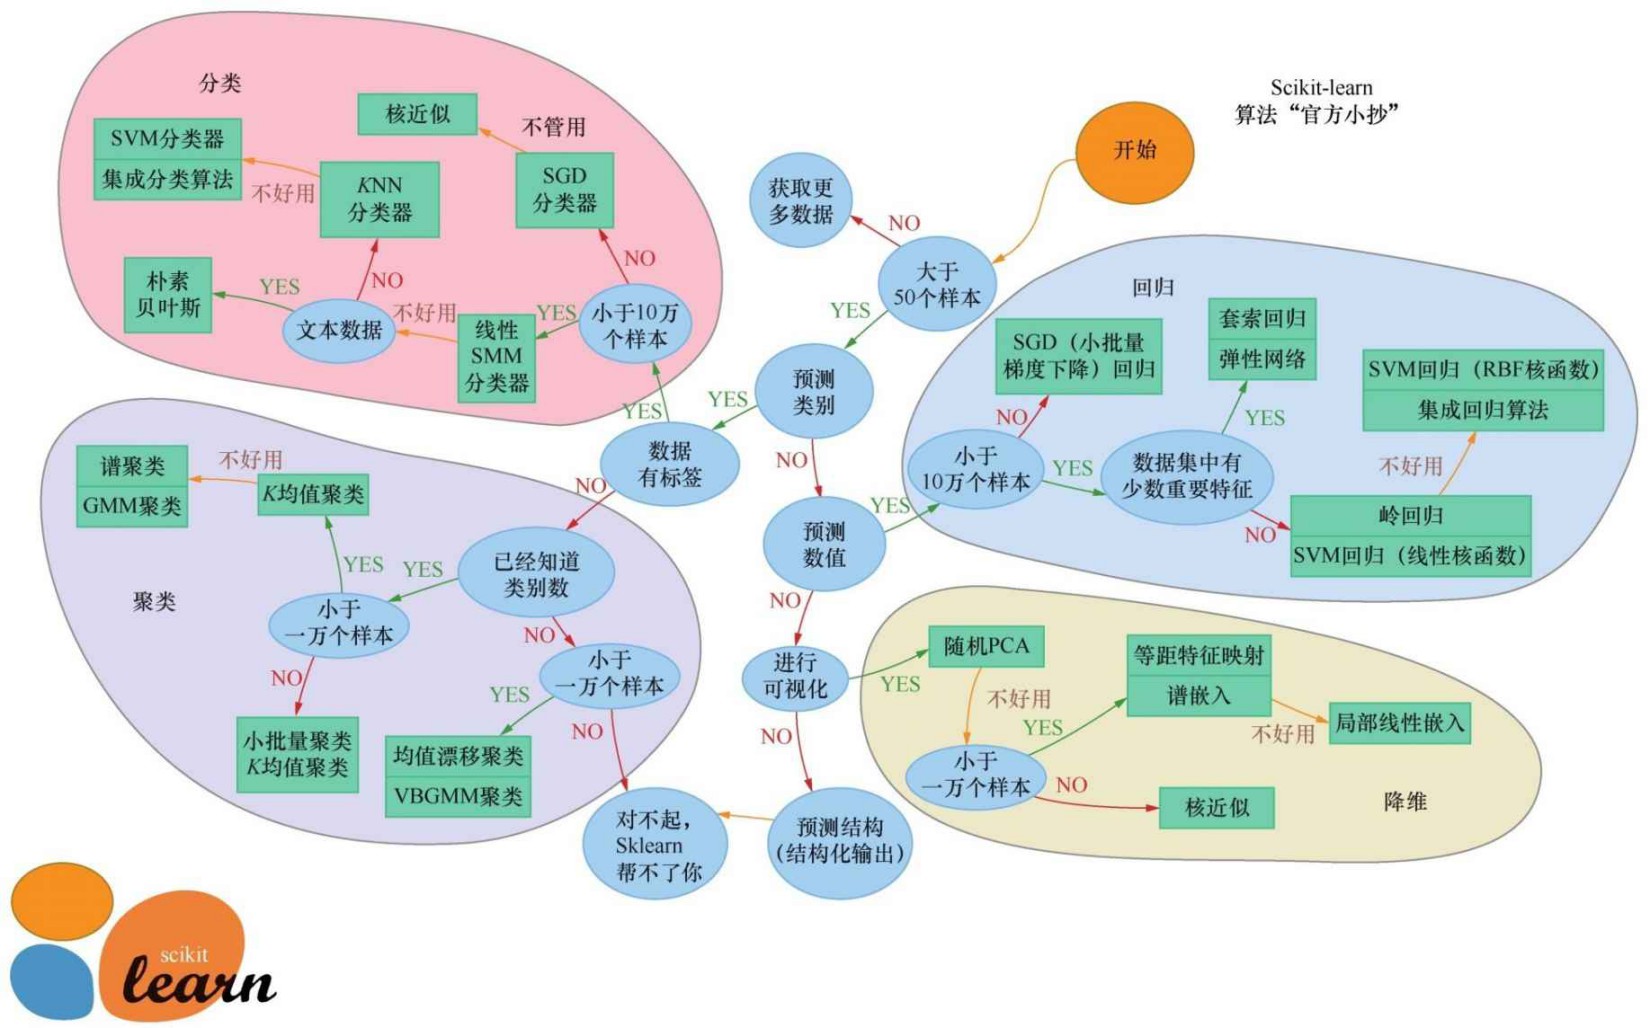 Scikit-learn
算法“官方小抄”
开始
大于
50个样本
NO
获取更
多数据
YES
预测
类别
YES
数据
有标签
YES
NO
NO
预测
数值
YES
NO
进行
可视化
YES
NO
预测结构
(结构化输出)
对不起,
Sklearn
帮不了你
分类
小于10万
个样本
NO
SGD
分类器
不管用
核近似
YES
线性
SMM
分类器
不好用
文本数据
YES
朴素
贝叶斯
NO
KNN
分类器
不好用
SVM分类器
集成分类算法
聚类
已经知道
类别数
YES
小于
一万个样本
YES
K均值聚类
不好用
谱聚类
GMM聚类
NO
小批量聚类
K均值聚类
NO
小于
一万个样本
YES
均值漂移聚类
VBGMM聚类
NO
回归
小于
10万个样本
NO
SGD（小批量
梯度下降）回归
YES
数据集中有
少数重要特征
YES
套索回归
弹性网络
NO
岭回归
SVM回归（线性核函数）
不好用
SVM回归（RBF核函数）
集成回归算法
降维
随机PCA
不好用
小于
一万个样本
YES
等距特征映射
谱嵌入
不好用
局部线性嵌入
NO
核近似
scikit
learn